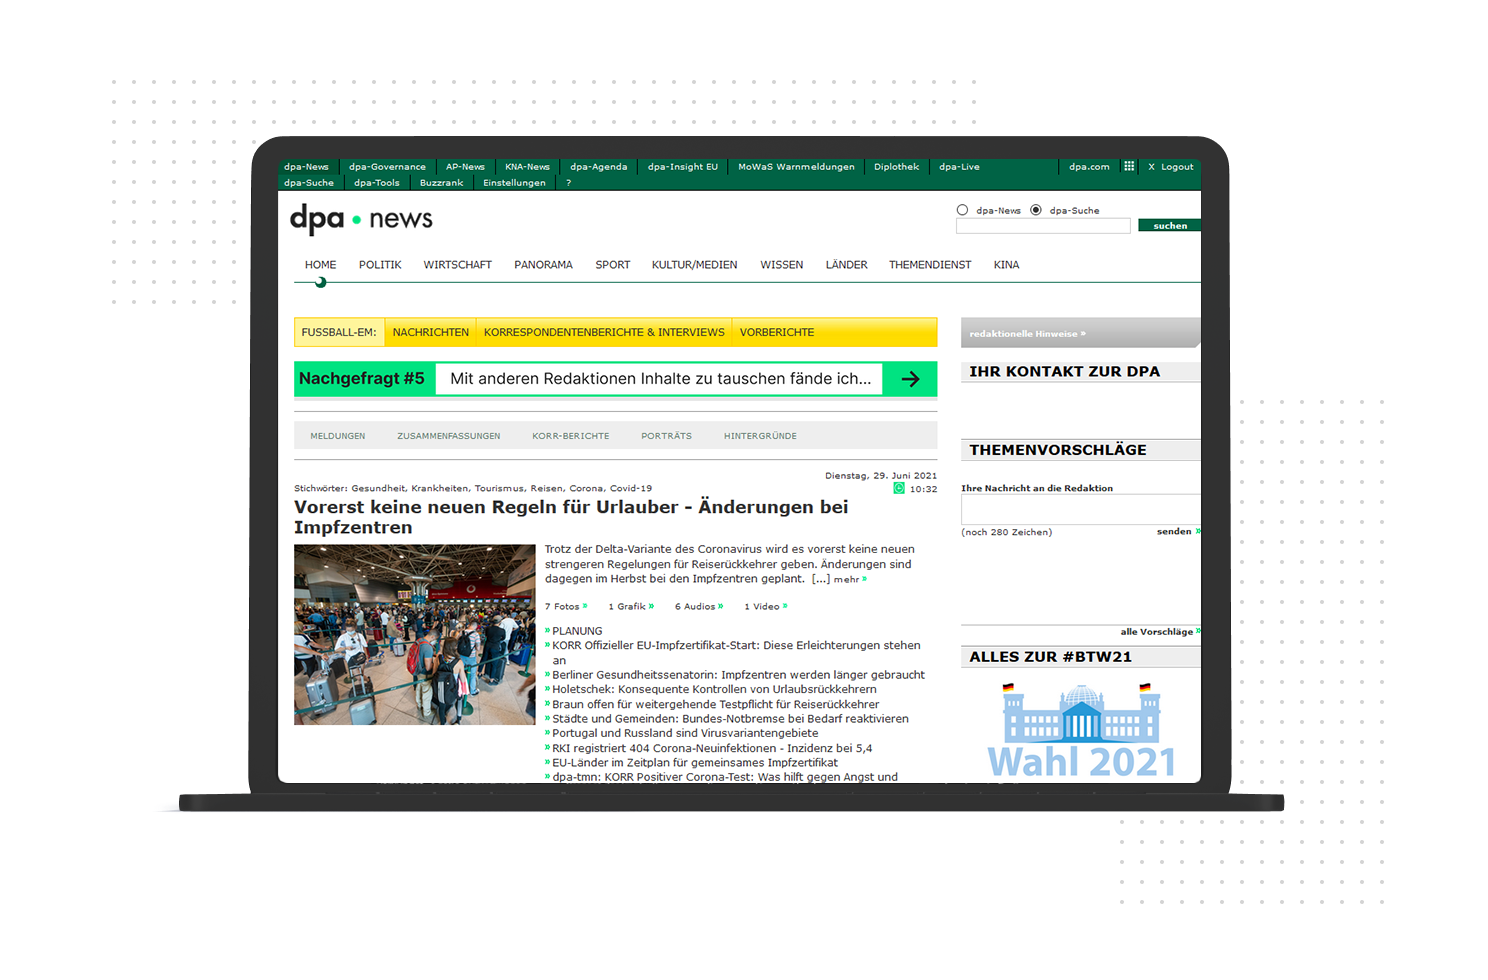 dpa-News dpa-Governance AP-News KNA-News dpa-Agenda dpa-Insight EU MoWaS Warnmeldungen Diplothek dpa-Live dpa.com X Logout
dpa-Suche dpa-Tools Buzzrank Einstellungen ?
dpa • news
dpa-News dpa-Suche
suchen
HOME POLITIK WIRTSCHAFT PANORAMA SPORT KULTUR/MEDIEN WISSEN LÄNDER THEMENDIENST KINA
FUSSBALL-EM: NACHRICHTEN KORRESPONDENTENBERICHTE & INTERVIEWS VORBERICHTE
Nachgefragt #5 Mit anderen Redaktionen Inhalte zu tauschen fände ich... →
MELDUNGEN ZUSAMMENFASSUNGEN KORR-BERICHTE PORTRÄTS HINTERGRÜNDE
Dienstag, 29. Juni 2021
Stichwörter: Gesundheit, Krankheiten, Tourismus, Reisen, Corona, Covid-19 10:32
Vorerst keine neuen Regeln für Urlauber - Änderungen bei
Impfzentren
Trotz der Delta-Variante des Coronavirus wird es vorerst keine neuen
strengeren Regelungen für Reiserückkehrer geben. Änderungen sind
dagegen im Herbst bei den Impfzentren geplant. [...] mehr »
7 Fotos » 1 Grafik » 6 Audios » 1 Video »
» PLANUNG
» KORR Offizieller EU-Impfzertifikat-Start: Diese Erleichterungen stehen
an
» Berliner Gesundheitssenatorin: Impfzentren werden länger gebraucht
» Holetschek: Konsequente Kontrollen von Urlaubsrückkehrern
» Braun offen für weitergehende Testpflicht für Reiserückkehrer
» Städte und Gemeinden: Bundes-Notbremse bei Bedarf reaktivieren
» Portugal und Russland sind Virusvariantengebiete
» RKI registriert 404 Corona-Neuinfektionen - Inzidenz bei 5,4
» EU-Länder im Zeitplan für gemeinsames Impfzertifikat
» dpa-tmn: KORR Positiver Corona-Test: Was hilft gegen Angst und
redaktionelle Hinweise »
IHR KONTAKT ZUR DPA
THEMENVORSCHLÄGE
Ihre Nachricht an die Redaktion
(noch 280 Zeichen) senden »
alle Vorschläge »
ALLES ZUR #BTW21
Wahl 2021